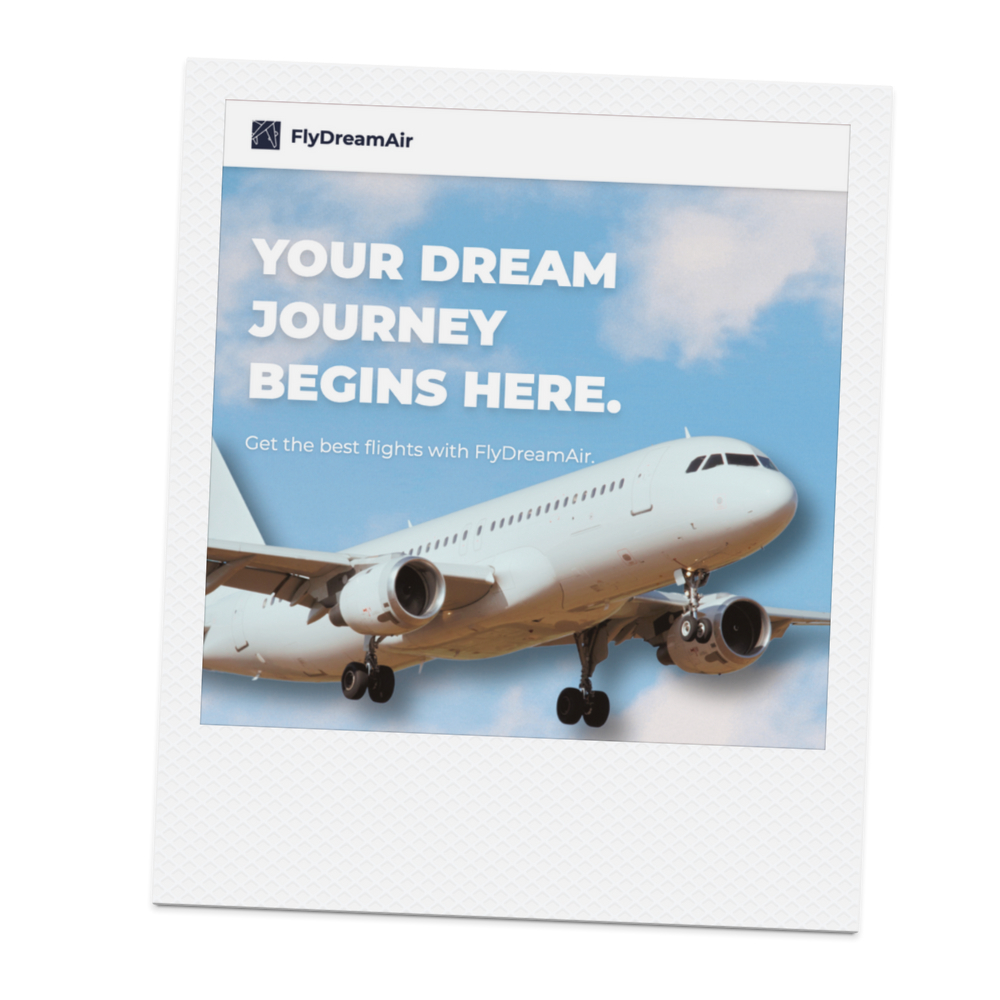 FlyDreamAir
YOUR DREAM
JOURNEY
BEGINS HERE.
Get the best flights with FlyDreamAir.